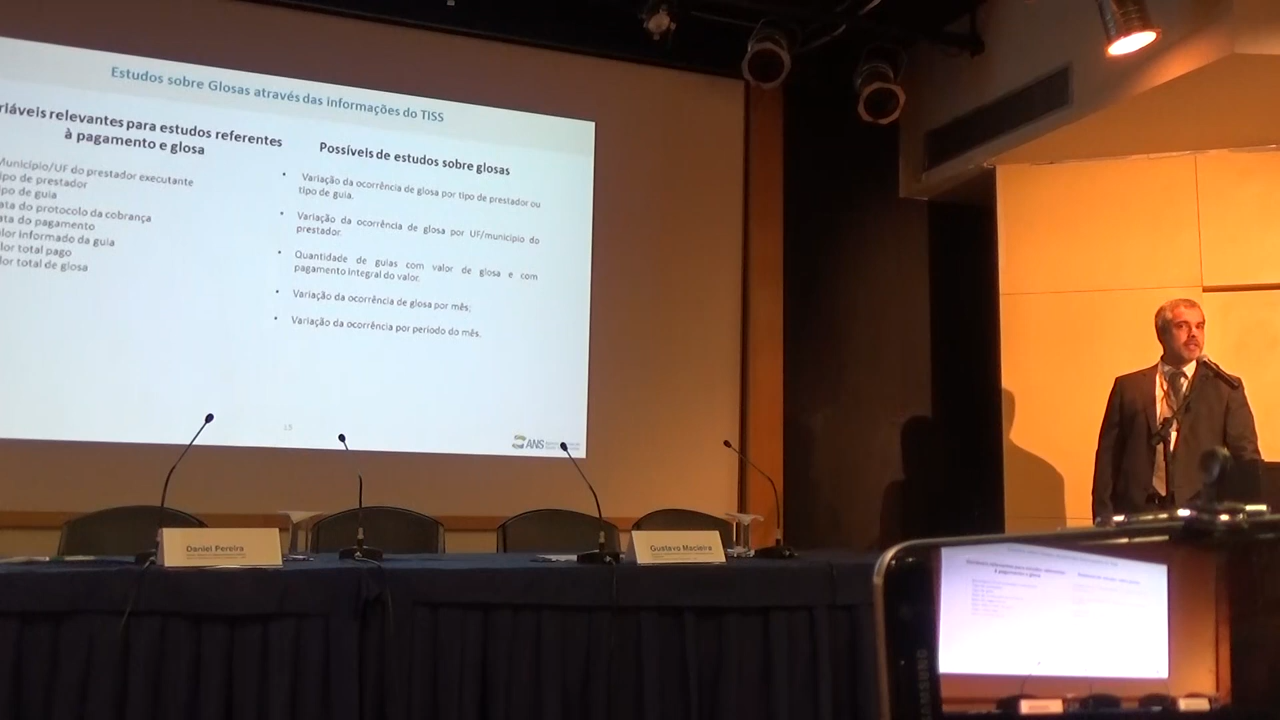 Estudos sobre Glosas através das informações do TISS
riáveis relevantes para estudos referentes
à pagamento e glosa
Município/UF do prestador executante
ipo de prestador
ipo de guia
ata do protocolo da cobrança
ata do pagamento
lor informado da guia
lor total pago
lor total de glosa
Possíveis de estudos sobre glosas
• Variação da ocorrência de glosa por tipo de prestador ou
tipo de guia.
• Variação da ocorrência de glosa por UF/município do
prestador.
• Quantidade de guias com valor de glosa e com
pagamento integral do valor.
• Variação da ocorrência de glosa por mês;
• Variação da ocorrência por período do mês.
15
ANS
Daniel Pereira
Gustavo Macieira
SAMSUNG